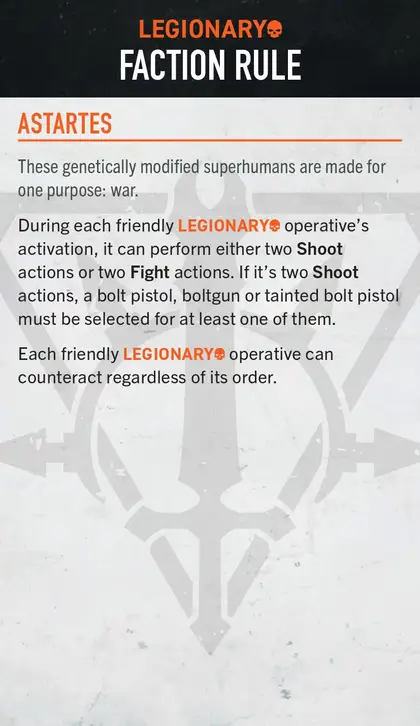 LEGIONARY
FACTION RULE
ASTARTES
These genetically modified superhumans are made for
one purpose: war.
During each friendly LEGIONARY operative’s
activation, it can perform either two Shoot
actions or two Fight actions. If it’s two Shoot
actions, a bolt pistol, boltgun or tainted bolt pistol
must be selected for at least one of them.
Each friendly LEGIONARY operative can
counteract regardless of its order.